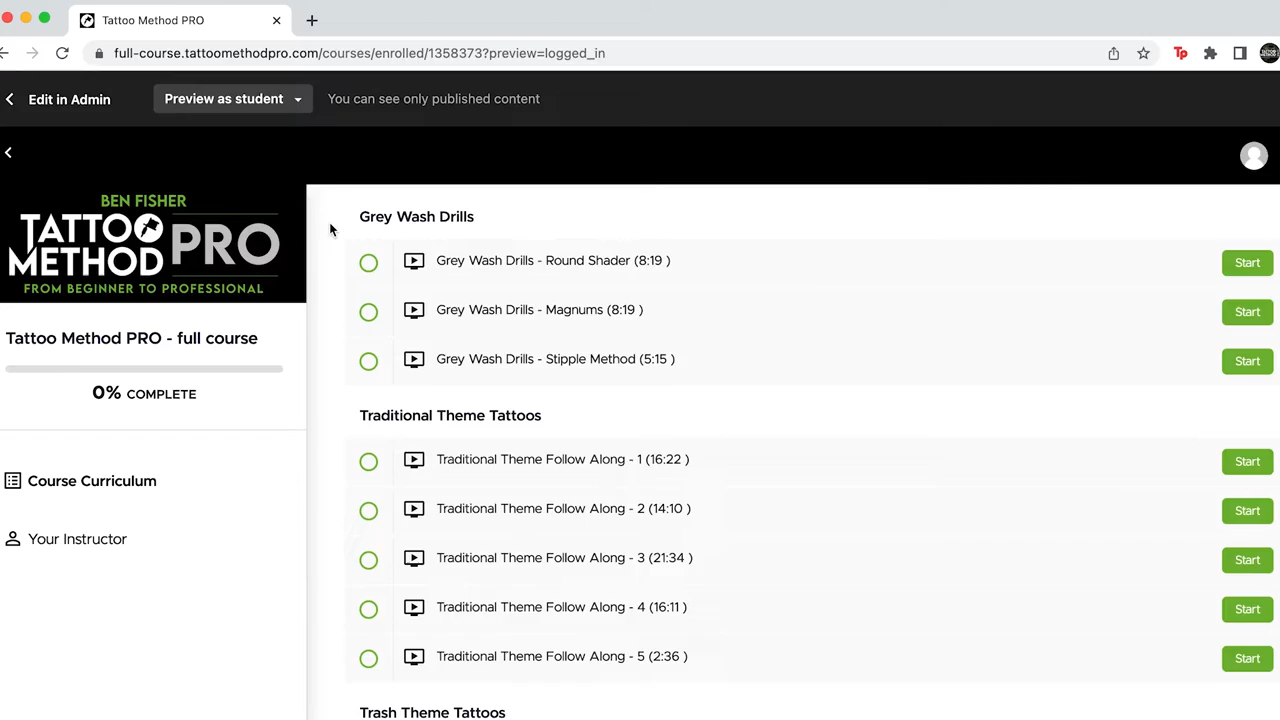 Tattoo Method PRO
full-course.tattoomethodpro.com/courses/enrolled/1358373?preview=logged_in
Tp
Edit in Admin
Preview as student
You can see only published content
BEN FISHER
TATTOO
METHOD
PRO
FROM BEGINNER TO PROFESSIONAL
Tattoo Method PRO - full course
0% COMPLETE
Course Curriculum
Your Instructor
Grey Wash Drills
Grey Wash Drills - Round Shader (8:19 )
Start
Grey Wash Drills - Magnums (8:19 )
Start
Grey Wash Drills - Stipple Method (5:15 )
Start
Traditional Theme Tattoos
Traditional Theme Follow Along - 1 (16:22 )
Start
Traditional Theme Follow Along - 2 (14:10 )
Start
Traditional Theme Follow Along - 3 (21:34 )
Start
Traditional Theme Follow Along - 4 (16:11 )
Start
Traditional Theme Follow Along - 5 (2:36 )
Start
Trash Theme Tattoos